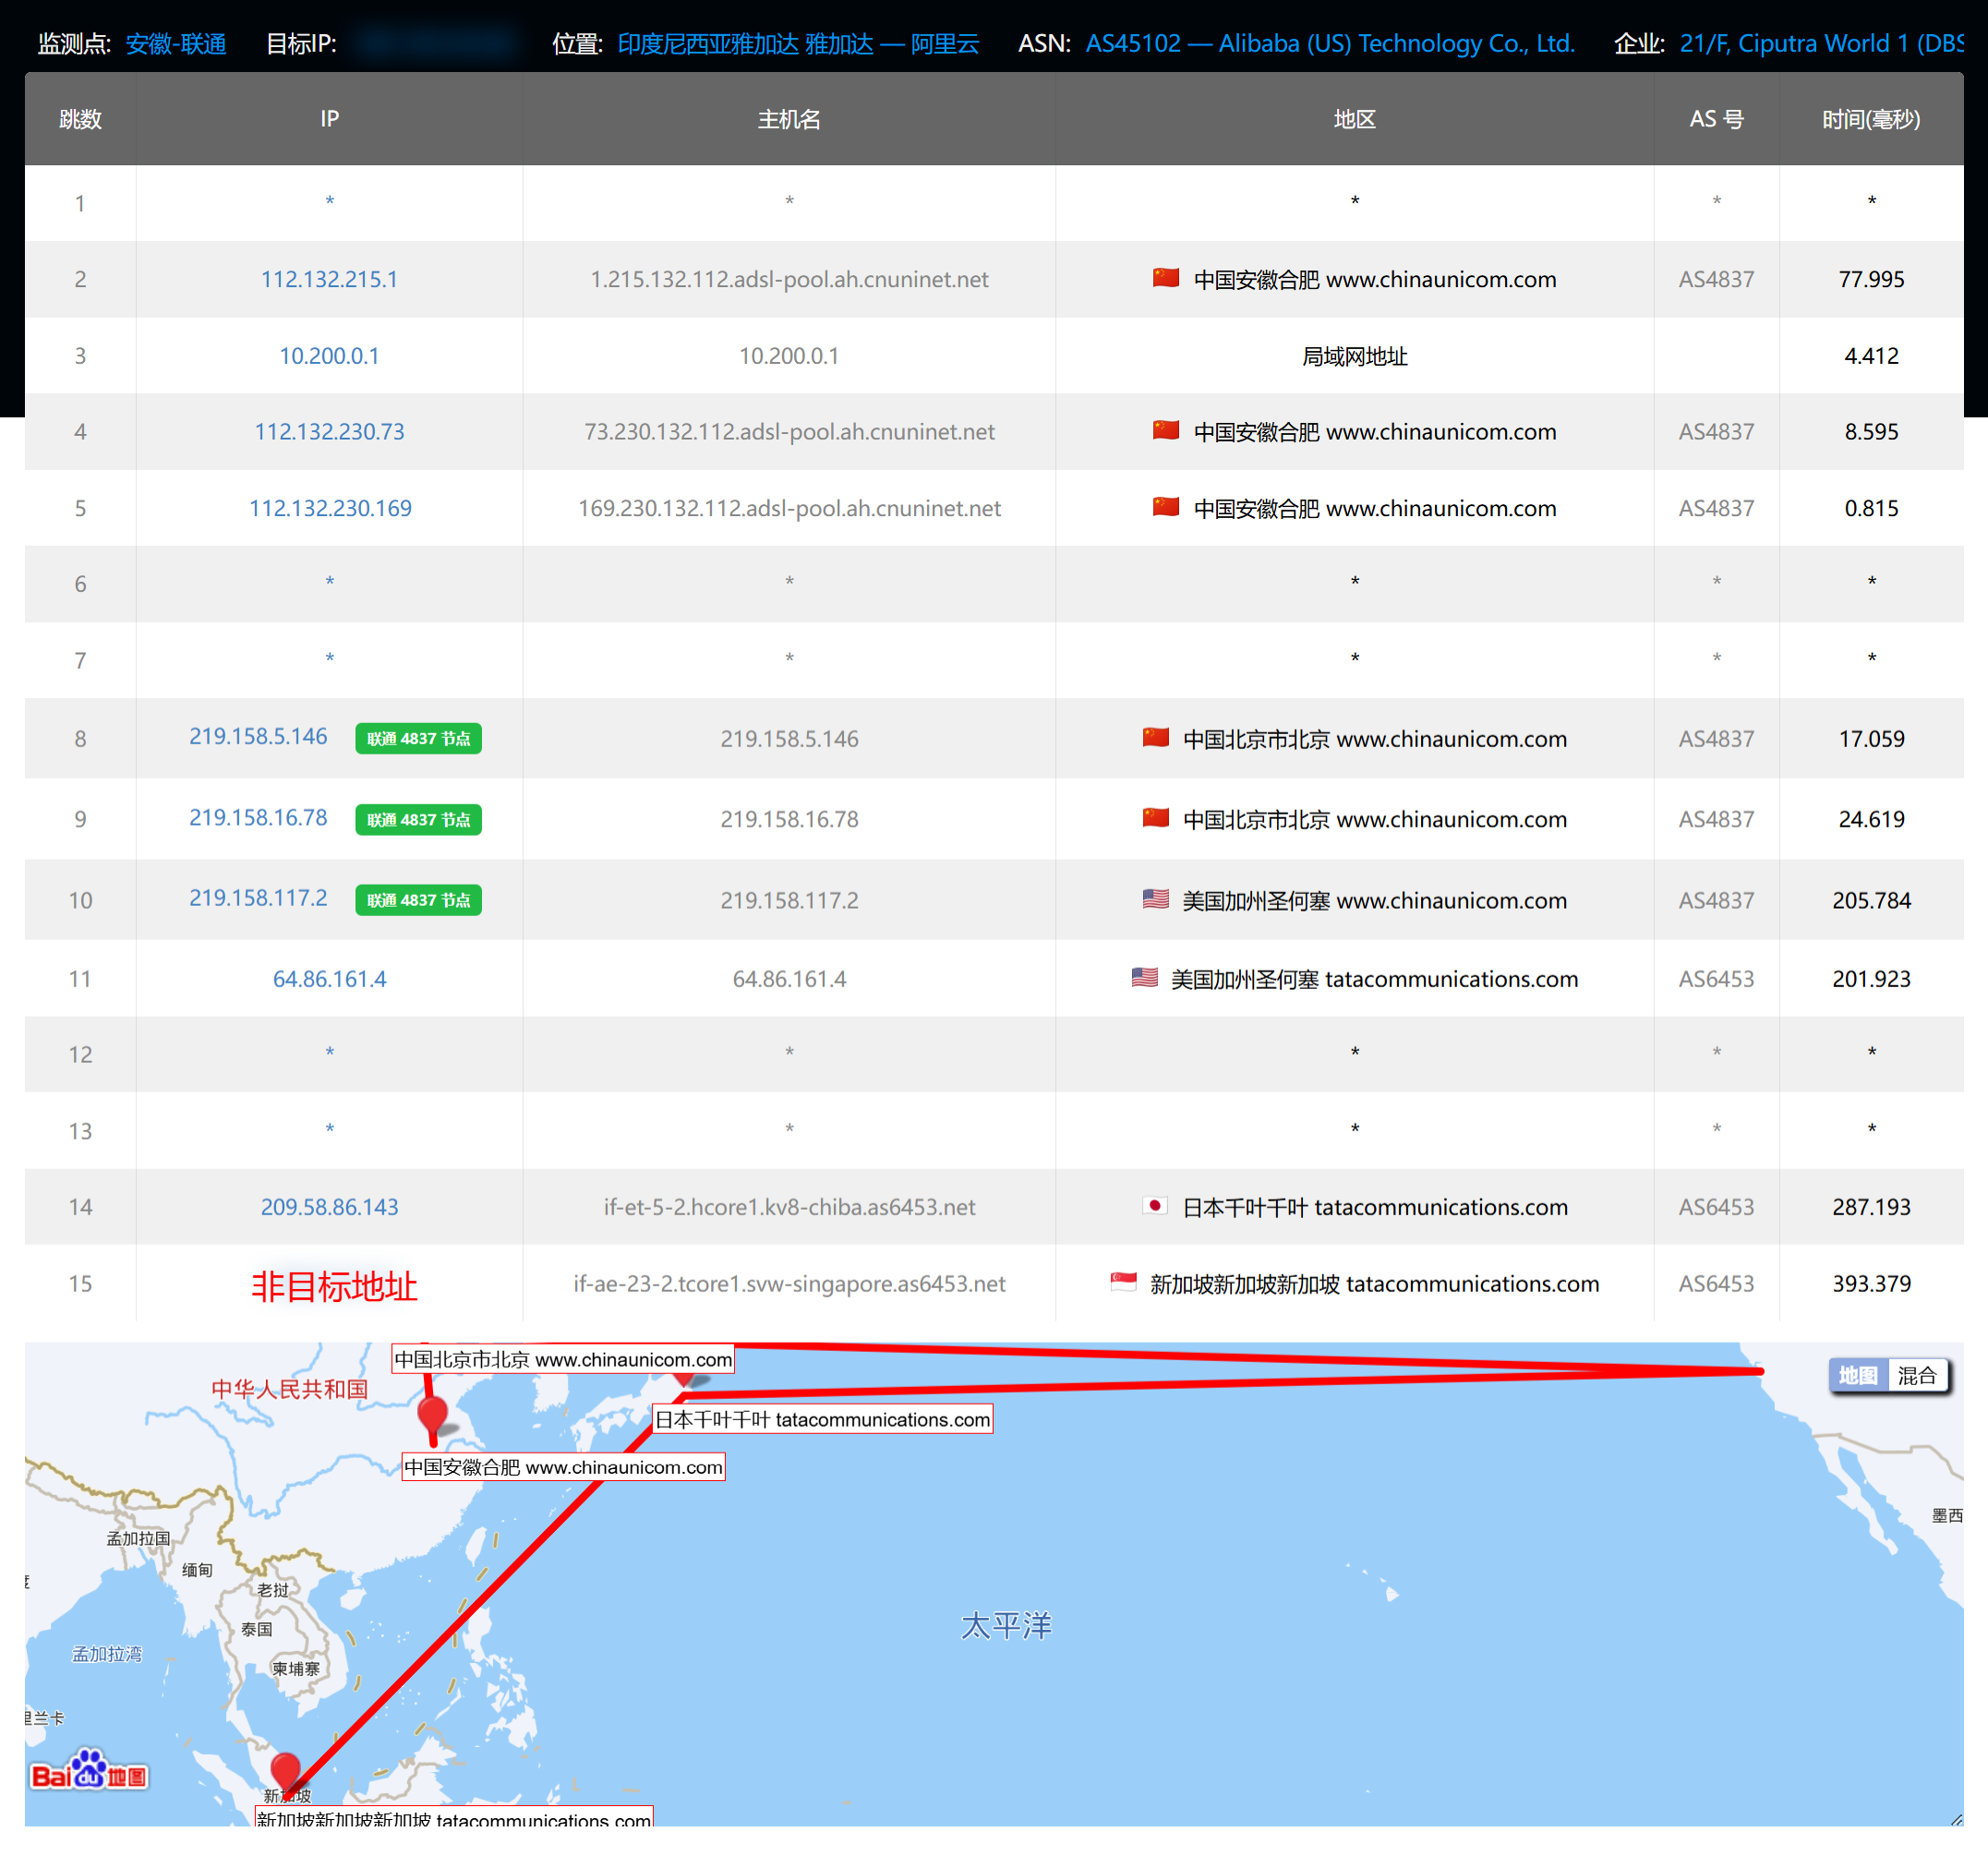 监测点: 安徽-联通 目标IP: 位置: 印度尼西亚雅加达 雅加达 — 阿里云 ASN: AS45102 — Alibaba (US) Technology Co., Ltd. 企业: 21/F, Ciputra World 1 (DBS
跳数 IP 主机名 地区 AS 号 时间(毫秒)
1 * * * * *
2 112.132.215.1 1.215.132.112.adsl-pool.ah.cnuninet.net 中国安徽合肥 www.chinaunicom.com AS4837 77.995
3 10.200.0.1 10.200.0.1 局域网地址 4.412
4 112.132.230.73 73.230.132.112.adsl-pool.ah.cnuninet.net 中国安徽合肥 www.chinaunicom.com AS4837 8.595
5 112.132.230.169 169.230.132.112.adsl-pool.ah.cnuninet.net 中国安徽合肥 www.chinaunicom.com AS4837 0.815
6 * * * * *
7 * * * * *
8 219.158.5.146 联通 4837 节点 219.158.5.146 中国北京市北京 www.chinaunicom.com AS4837 17.059
9 219.158.16.78 联通 4837 节点 219.158.16.78 中国北京市北京 www.chinaunicom.com AS4837 24.619
10 219.158.117.2 联通 4837 节点 219.158.117.2 美国加州圣何塞 www.chinaunicom.com AS4837 205.784
11 64.86.161.4 64.86.161.4 美国加州圣何塞 tatacommunications.com AS6453 201.923
12 * * * * *
13 * * * * *
14 209.58.86.143 if-et-5-2.hcore1.kv8-chiba.as6453.net 日本千叶千叶 tatacommunications.com AS6453 287.193
15 非目标地址 if-ae-23-2.tcore1.svw-singapore.as6453.net 新加坡新加坡新加坡 tatacommunications.com AS6453 393.379
中国北京市北京 www.chinaunicom.com
地图 混合
中华人民共和国
日本千叶千叶 tatacommunications.com
中国安徽合肥 www.chinaunicom.com
墨西
孟加拉国
缅甸
老挝
泰国
太平洋
孟加拉湾
柬埔寨
里兰卡
Baidu地图
新加坡
新加坡新加坡新加坡 tatacommunications.com